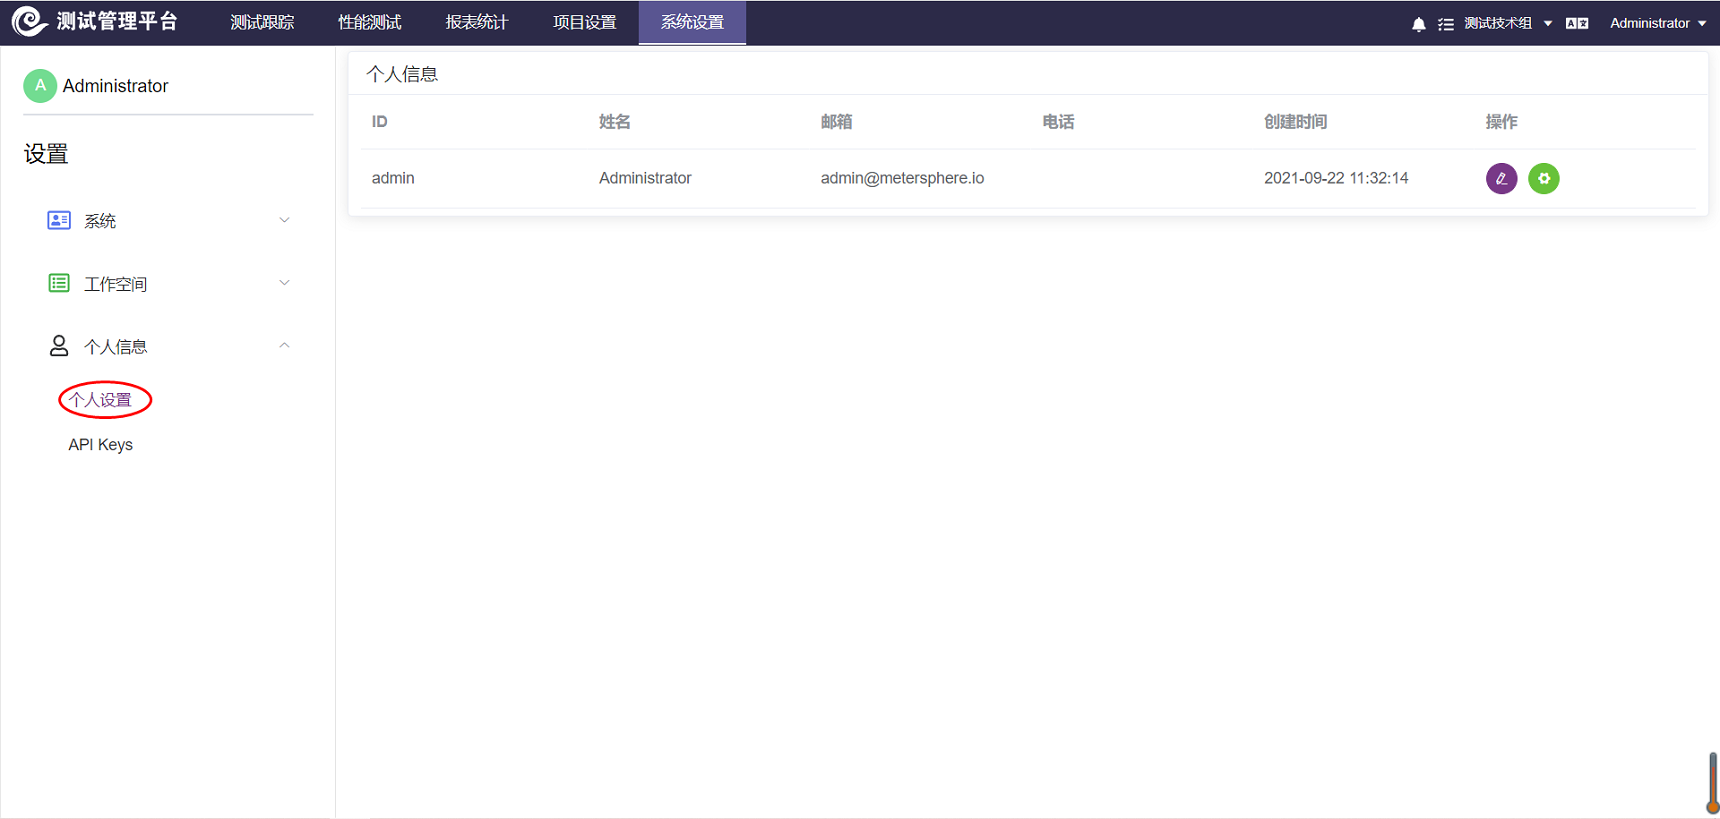 测试管理平台 测试跟踪 性能测试 报表统计 项目设置 系统设置 测试技术组 Administrator
A Administrator
设置
系统
工作空间
个人信息
个人设置
API Keys
个人信息
ID 姓名 邮箱 电话 创建时间 操作
admin Administrator admin@metersphere.io 2021-09-22 11:32:14